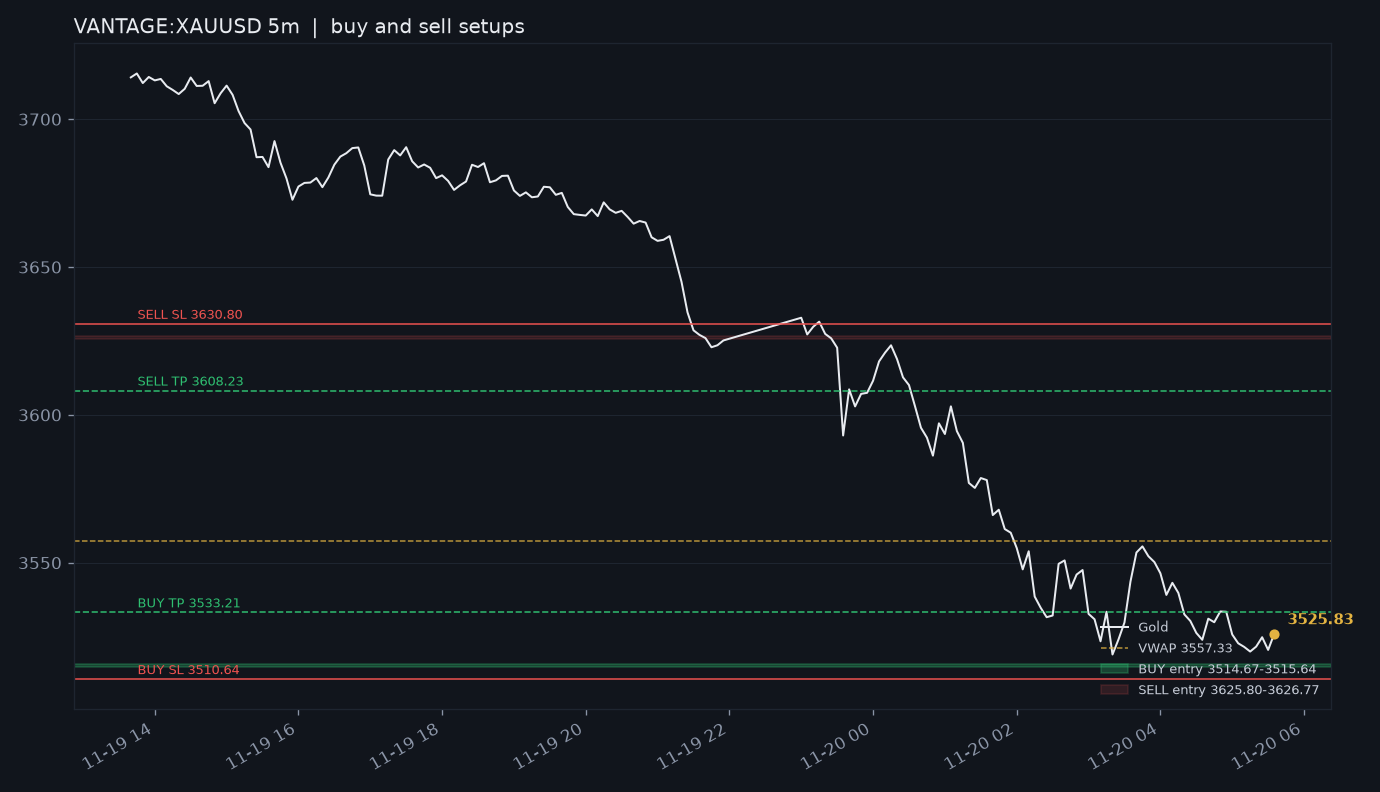 VANTAGE:XAUUSD 5m | buy and sell setups
3700
3650
SELL SL 3630.80
SELL TP 3608.23
3600
3550
BUY TP 3533.21
3525.83
Gold
VWAP 3557.33
BUY SL 3510.64
BUY entry 3514.67-3515.64
SELL entry 3625.80-3626.77
11-19 14
11-19 16
11-19 18
11-19 20
11-19 22
11-20 00
11-20 02
11-20 04
11-20 06